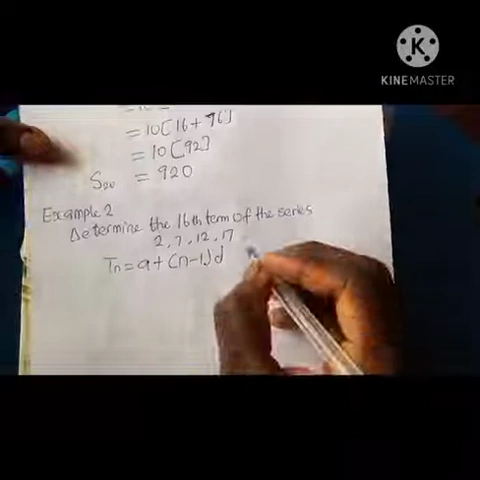 K
KINEMASTER
= 10[16+76]
= 10[92]
S₂₀ = 920
Example 2
Determine the 16th term of the series
2, 7, 12, 17
Tn = a + (n-1)d